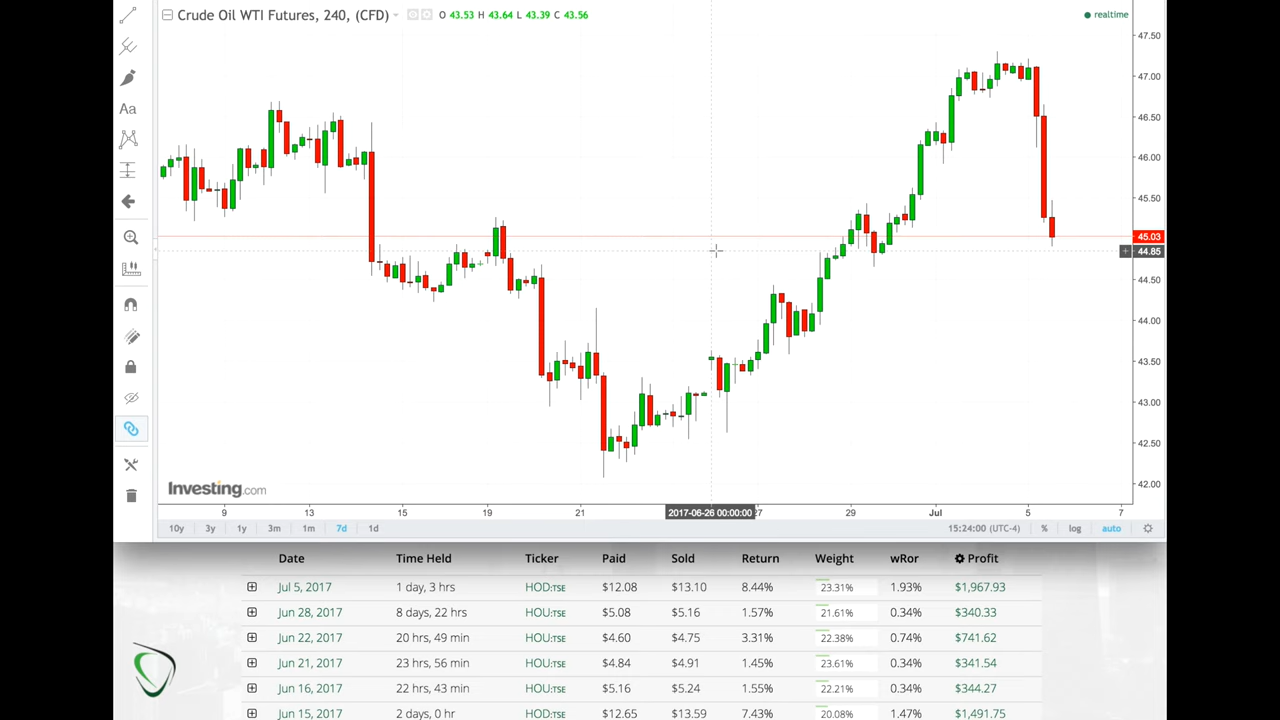 Crude Oil WTI Futures, 240, (CFD) O 43.53 H 43.64 L 43.39 C 43.56 realtime
47.50
47.00
Aa
46.50
46.00
45.50
45.03
44.85
44.50
44.00
43.50
43.00
42.50
42.00
Investing.com
9 13 15 19 21 2017-06-26 00:00:00 27 29 Jul 5 7
10y 3y 1y 3m 1m 7d 1d 15:24:00 (UTC-4) % log auto
Date Time Held Ticker Paid Sold Return Weight wRor Profit
Jul 5, 2017 1 day, 3 hrs HOD:TSE $12.08 $13.10 8.44% 23.31% 1.93% $1,967.93
Jun 28, 2017 8 days, 22 hrs HOU:TSE $5.08 $5.16 1.57% 21.61% 0.34% $340.33
Jun 22, 2017 20 hrs, 49 min HOU:TSE $4.60 $4.75 3.31% 22.38% 0.74% $741.62
Jun 21, 2017 23 hrs, 56 min HOU:TSE $4.84 $4.91 1.45% 23.61% 0.34% $341.54
Jun 16, 2017 22 hrs, 43 min HOU:TSE $5.16 $5.24 1.55% 22.21% 0.34% $344.27
Jun 15, 2017 2 days, 0 hr HOD:TSE $12.65 $13.59 7.43% 20.08% 1.47% $1,491.75